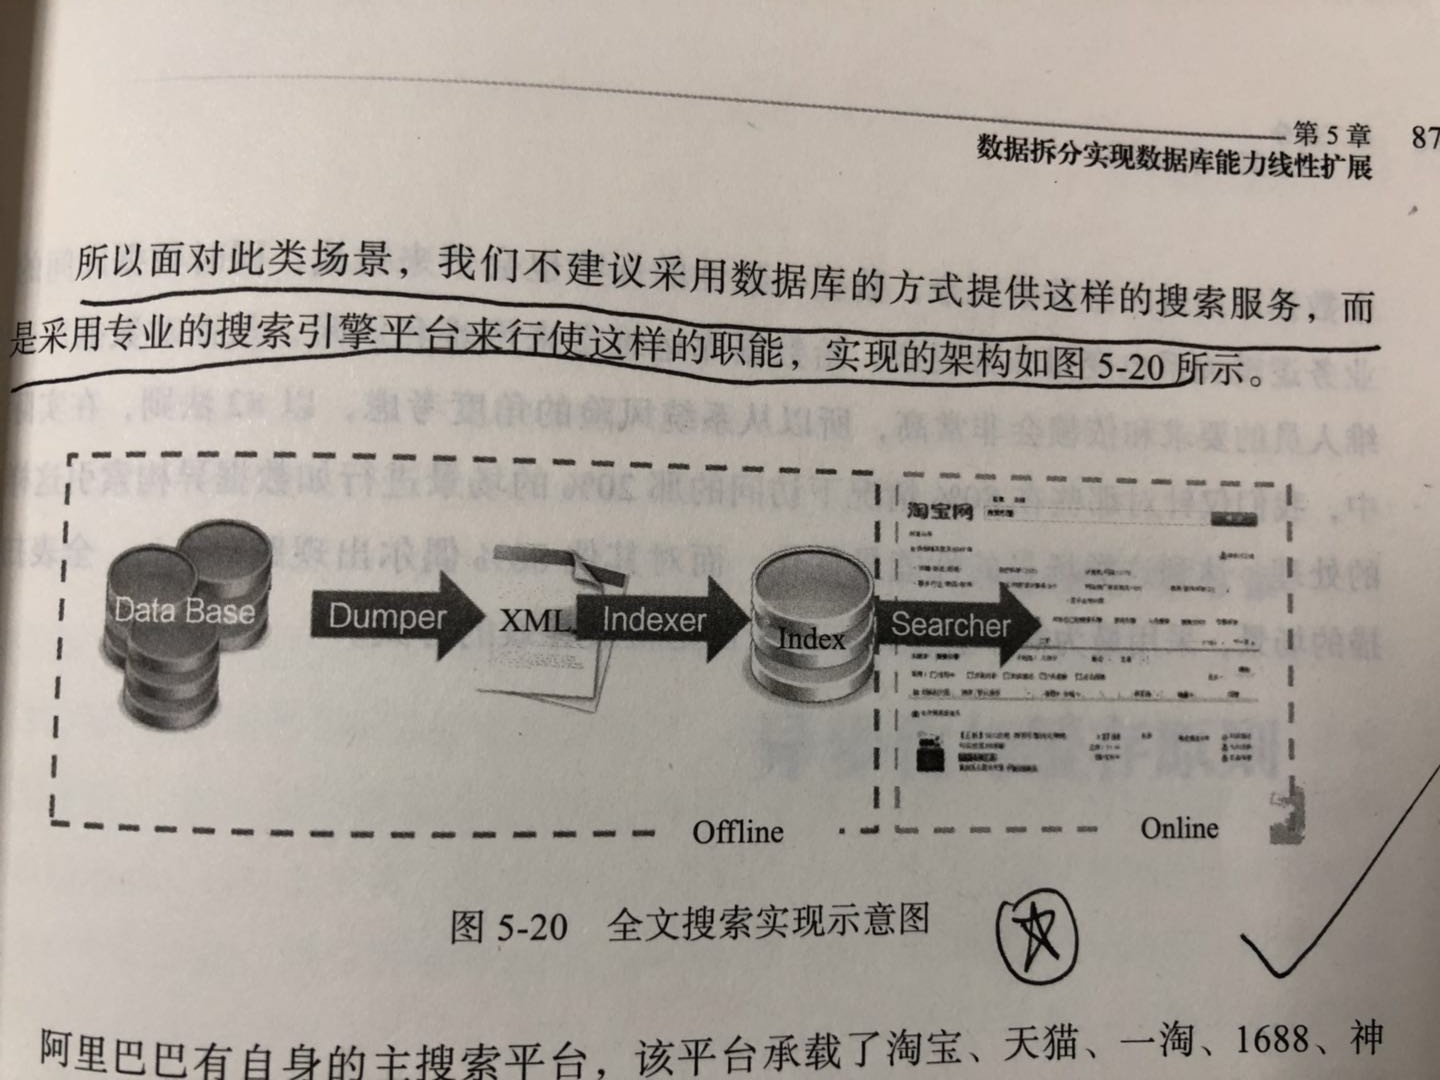 第 5 章 87
数据拆分实现数据库能力线性扩展
所以面对此类场景，我们不建议采用数据库的方式提供这样的搜索服务，而
是采用专业的搜索引擎平台来行使这样的职能，实现的架构如图 5-20 所示。
淘宝网
Data Base
Dumper
XML
Indexer
Index
Searcher
Offline
Online
图 5-20 全文搜索实现示意图
阿里巴巴有自身的主搜索平台，该平台承载了淘宝、天猫、一淘、1688、神